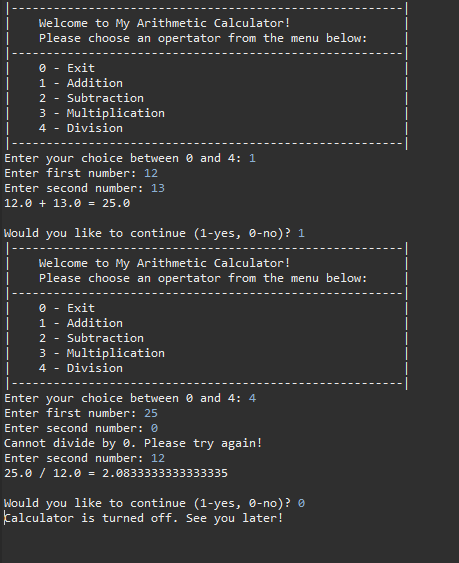 |--------------------------------------------------------|
|    Welcome to My Arithmetic Calculator!                |
|    Please choose an opertator from the menu below:     |
|--------------------------------------------------------|
|    0 - Exit                                            |
|    1 - Addition                                        |
|    2 - Subtraction                                     |
|    3 - Multiplication                                  |
|    4 - Division                                        |
|--------------------------------------------------------|
Enter your choice between 0 and 4: 1
Enter first number: 12
Enter second number: 13
12.0 + 13.0 = 25.0

Would you like to continue (1-yes, 0-no)? 1
|--------------------------------------------------------|
|    Welcome to My Arithmetic Calculator!                |
|    Please choose an opertator from the menu below:     |
|--------------------------------------------------------|
|    0 - Exit                                            |
|    1 - Addition                                        |
|    2 - Subtraction                                     |
|    3 - Multiplication                                  |
|    4 - Division                                        |
|--------------------------------------------------------|
Enter your choice between 0 and 4: 4
Enter first number: 25
Enter second number: 0
Cannot divide by 0. Please try again!
Enter second number: 12
25.0 / 12.0 = 2.0833333333333335

Would you like to continue (1-yes, 0-no)? 0
Calculator is turned off. See you later!